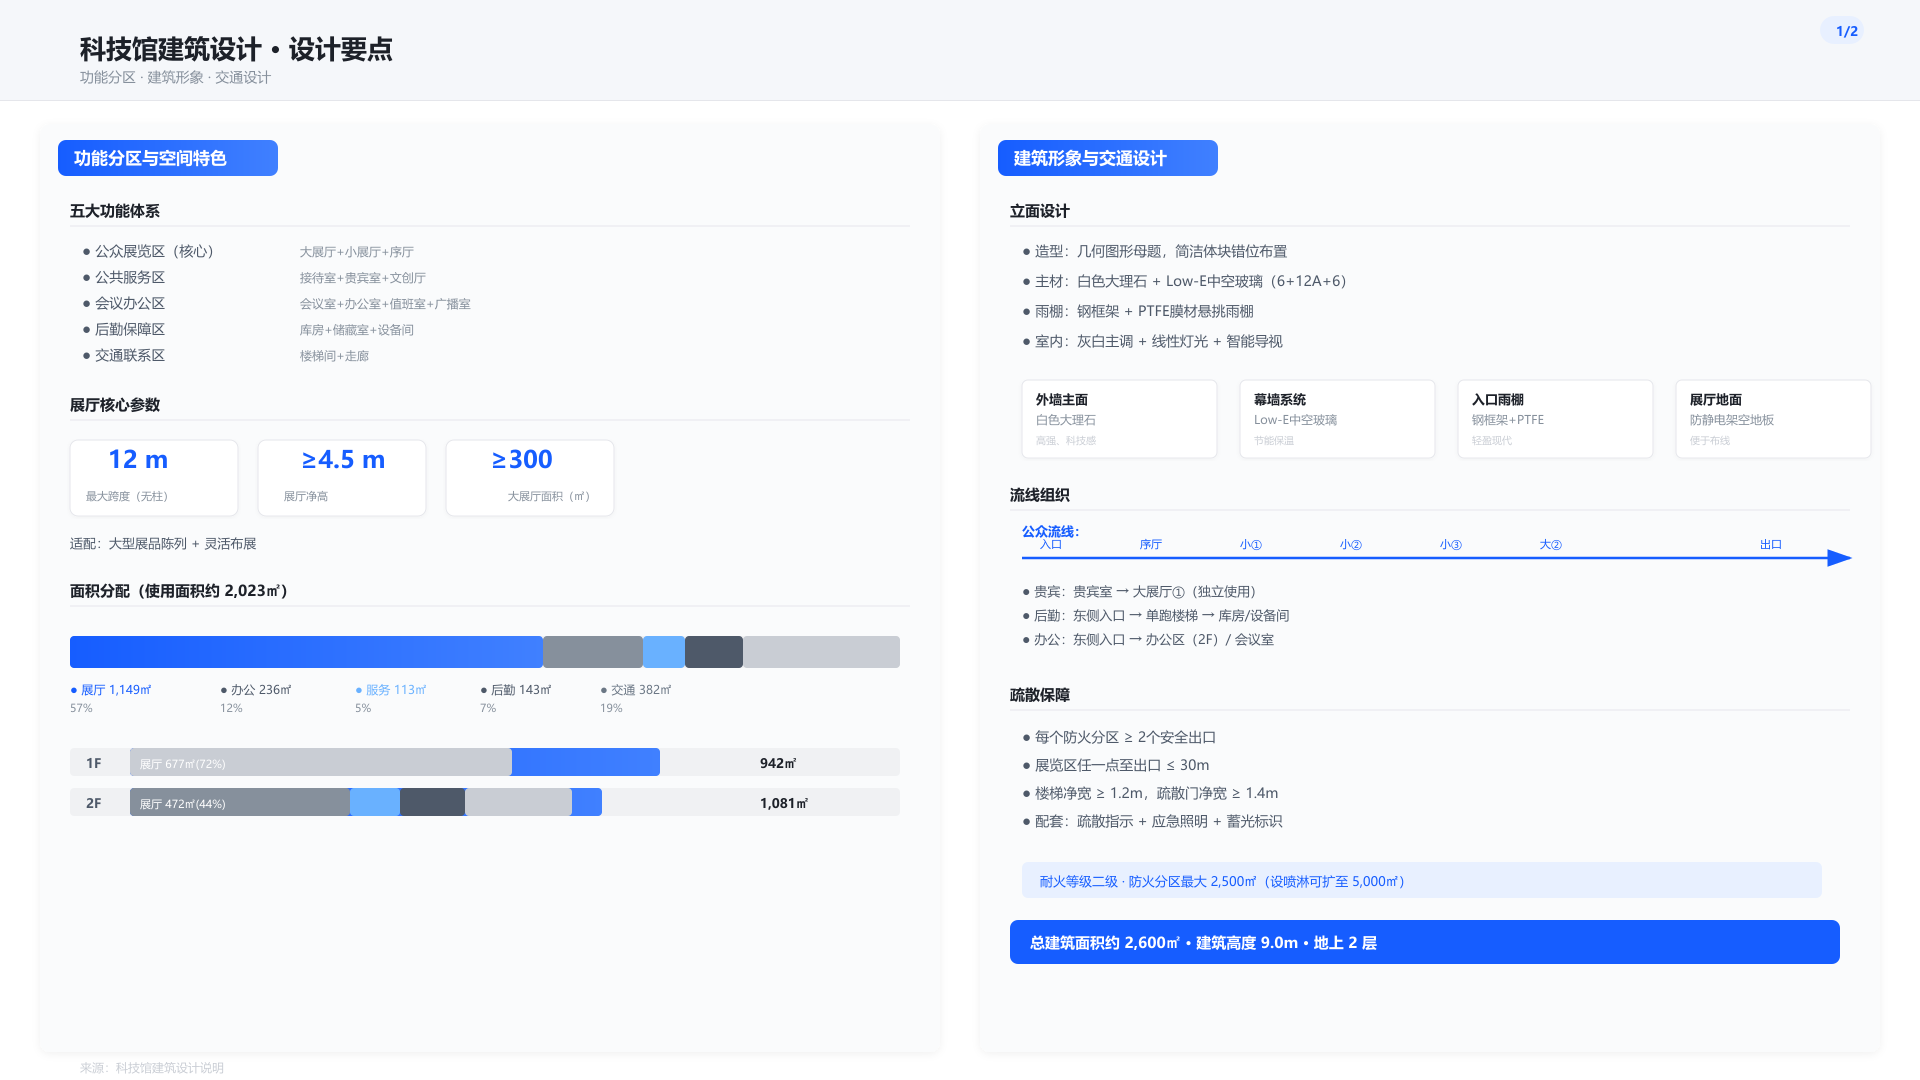 科技馆建筑设计 • 设计要点
功能分区 · 建筑形象 · 交通设计
1/2
功能分区与空间特色
五大功能体系
● 公众展览区（核心） 大展厅+小展厅+序厅
● 公共服务区 接待室+贵宾室+文创厅
● 会议办公区 会议室+办公室+值班室+广播室
● 后勤保障区 库房+储藏室+设备间
● 交通联系区 楼梯间+走廊
展厅核心参数
12 m ≥4.5 m ≥300
最大跨度（无柱） 展厅净高 大展厅面积（㎡）
适配：大型展品陈列 + 灵活布展
面积分配（使用面积约 2,023㎡）
● 展厅 1,149㎡ ● 办公 236㎡ ● 服务 113㎡ ● 后勤 143㎡ ● 交通 382㎡
57% 12% 5% 7% 19%
1F 展厅 677㎡(72%) 942㎡
2F 展厅 472㎡(44%) 1,081㎡
建筑形象与交通设计
立面设计
● 造型：几何图形母题，简洁体块错位布置
● 主材：白色大理石 + Low-E中空玻璃（6+12A+6）
● 雨棚：钢框架 + PTFE膜材悬挑雨棚
● 室内：灰白主调 + 线性灯光 + 智能导视
外墙主面 幕墙系统 入口雨棚 展厅地面
白色大理石 Low-E中空玻璃 钢框架+PTFE 防静电架空地板
高强、科技感 节能保温 轻盈现代 便于布线
流线组织
公众流线：
入口 序厅 小① 小② 小③ 大② 出口
● 贵宾：贵宾室 → 大展厅①（独立使用）
● 后勤：东侧入口 → 单跑楼梯 → 库房/设备间
● 办公：东侧入口 → 办公区（2F）/ 会议室
疏散保障
● 每个防火分区 ≥ 2个安全出口
● 展览区任一点至出口 ≤ 30m
● 楼梯净宽 ≥ 1.2m，疏散门净宽 ≥ 1.4m
● 配套：疏散指示 + 应急照明 + 蓄光标识
耐火等级二级 · 防火分区最大 2,500㎡（设喷淋可扩至 5,000㎡）
总建筑面积约 2,600㎡ • 建筑高度 9.0m • 地上 2 层
来源：科技馆建筑设计说明